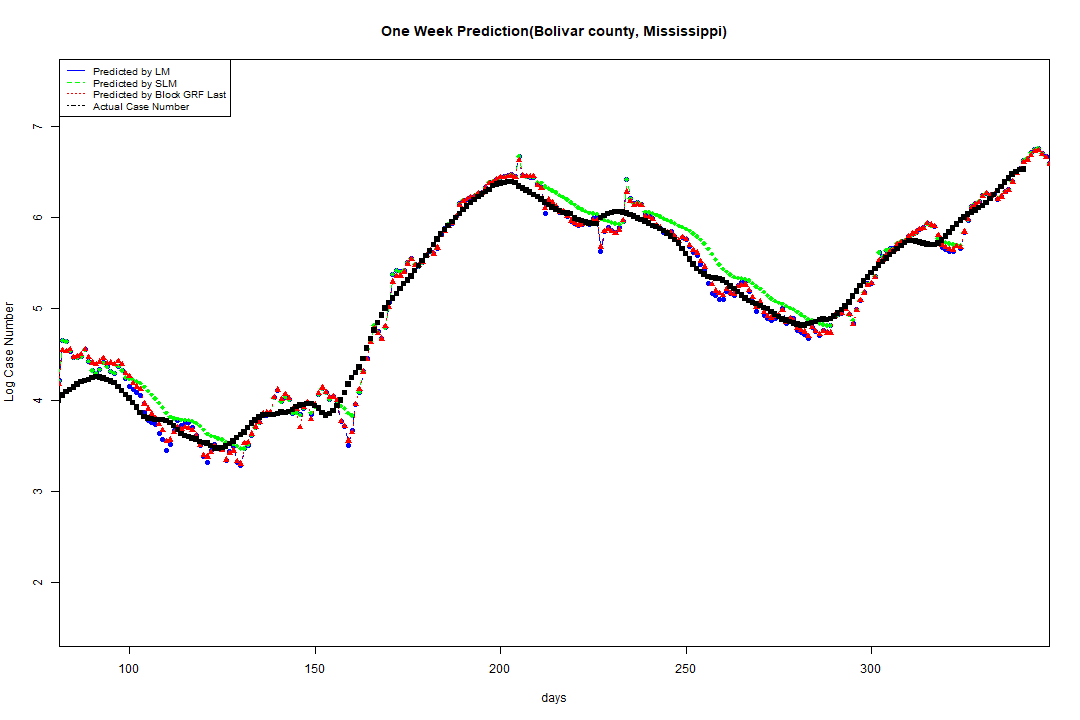 One Week Prediction(Bolivar county, Mississippi)
Predicted by LM
Predicted by SLM
Predicted by Block GRF Last
Actual Case Number
Log Case Number
7
6
5
4
3
2
100 150 200 250 300
days